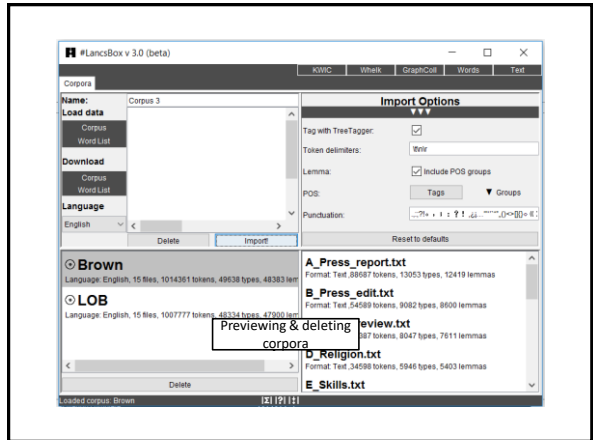 #LancsBox v 3.0 (beta)
KWIC Whelk GraphColl Words Text
Corpora
Name: Corpus 3
Load data
Corpus
Word List
Download
Corpus
Word List
Language
English
Delete Import!
Import Options
Tag with TreeTagger:
Token delimiters: \t\n\r
Lemma: Include POS groups
POS: Tags ▼ Groups
Punctuation:
Reset to defaults
Brown
Language: English, 15 files, 1014361 tokens, 49638 types, 48383 lem
LOB
Language: English, 15 files, 1007777 tokens, 48334 types, 47900 lem
Delete
A_Press_report.txt
Format: Text ,88687 tokens, 13053 types, 12419 lemmas
B_Press_edit.txt
Format: Text ,54589 tokens, 9082 types, 8600 lemmas
eview.txt
387 tokens, 8047 types, 7611 lemmas
D_Religion.txt
Format: Text ,34598 tokens, 5946 types, 5403 lemmas
E_Skills.txt
Previewing & deleting
corpora
Loaded corpus: Brown